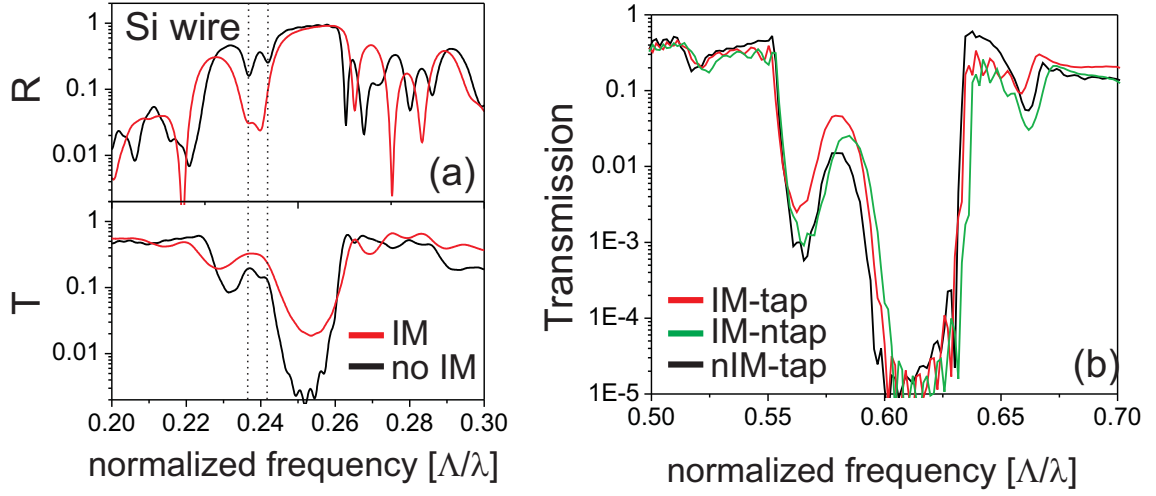 Si wire
R
1
0.1
0.01
(a)
T
1
0.1
0.01
IM
no IM
0.20 0.22 0.24 0.26 0.28 0.30
normalized frequency [Λ/λ]
Transmission
0.1
0.01
1E-3
1E-4
1E-5
IM-tap
IM-ntap
nIM-tap
(b)
0.50 0.55 0.60 0.65 0.70
normalized frequency [Λ/λ]